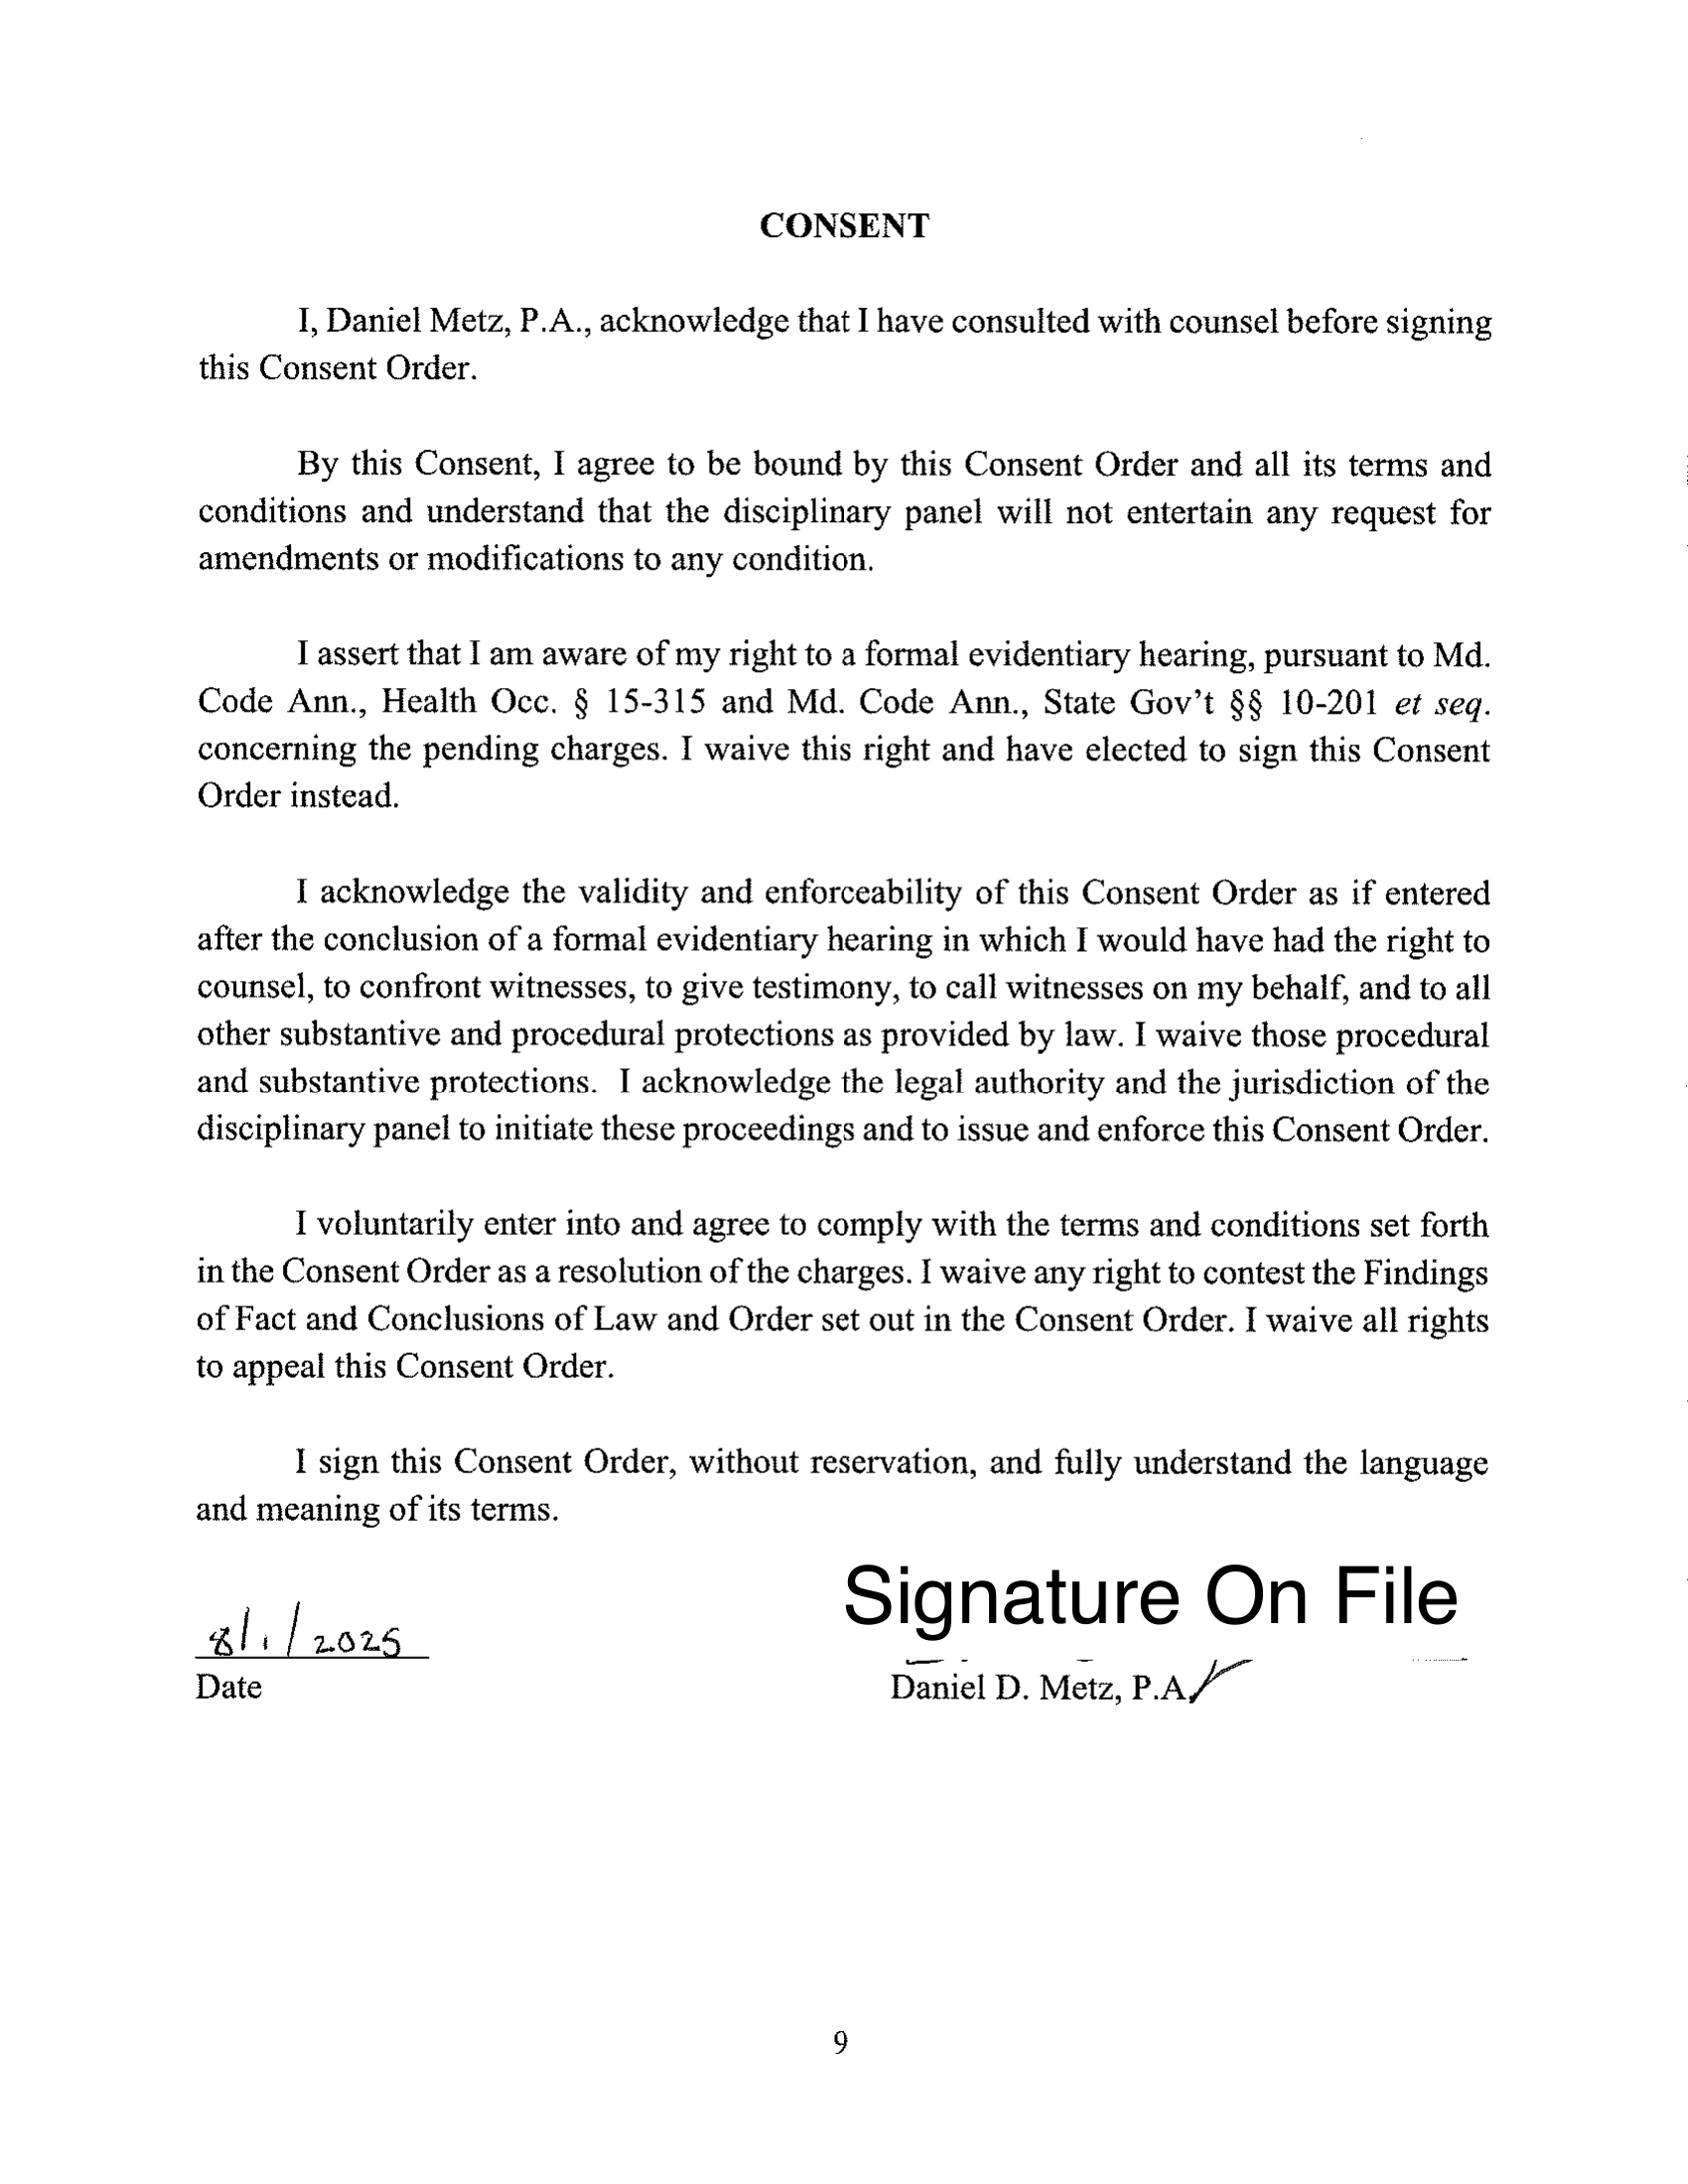 CONSENT
I, Daniel Metz, P.A., acknowledge that I have consulted with counsel before signing
this Consent Order.
By this Consent, I agree to be bound by this Consent Order and all its terms and
conditions and understand that the disciplinary panel will not entertain any request for
amendments or modifications to any condition.
I assert that I am aware of my right to a formal evidentiary hearing, pursuant to Md.
Code Ann., Health Occ. § 15-315 and Md. Code Ann., State Gov't §§ 10-201 et seq.
concerning the pending charges. I waive this right and have elected to sign this Consent
Order instead.
I acknowledge the validity and enforceability of this Consent Order as if entered
after the conclusion of a formal evidentiary hearing in which I would have had the right to
counsel, to confront witnesses, to give testimony, to call witnesses on my behalf, and to all
other substantive and procedural protections as provided by law. I waive those procedural
and substantive protections. I acknowledge the legal authority and the jurisdiction of the
disciplinary panel to initiate these proceedings and to issue and enforce this Consent Order.
I voluntarily enter into and agree to comply with the terms and conditions set forth
in the Consent Order as a resolution of the charges. I waive any right to contest the Findings
of Fact and Conclusions of Law and Order set out in the Consent Order. I waive all rights
to appeal this Consent Order.
I sign this Consent Order, without reservation, and fully understand the language
and meaning of its terms.
Signature On File
8/1/2025
Date
Daniel D. Metz, P.A.
9